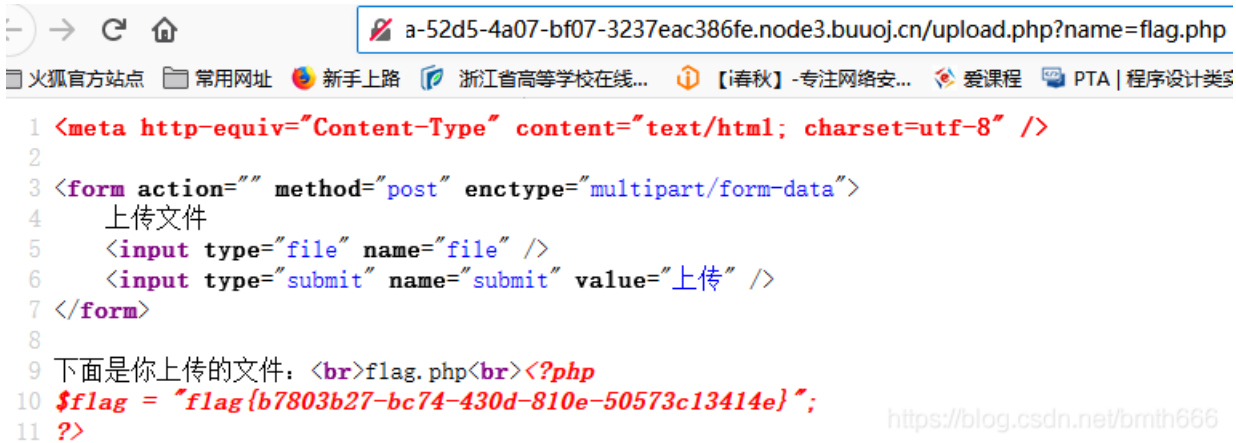 a-52d5-4a07-bf07-3237eac386fe.node3.buuoj.cn/upload.php?name=flag.php
火狐官方站点 常用网址 新手上路 浙江省高等学校在线... 【i春秋】-专注网络安... 爱课程 PTA | 程序设计类实
1 <meta http-equiv="Content-Type" content="text/html; charset=utf-8" />
2
3 <form action="" method="post" enctype="multipart/form-data">
4 上传文件
5 <input type="file" name="file" />
6 <input type="submit" name="submit" value="上传" />
7 </form>
8
9 下面是你上传的文件：<br>flag.php<br><?php
10 $flag = "flag{b7803b27-bc74-430d-810e-50573c13414e}";
11 ?>
https://blog.csdn.net/bmth666